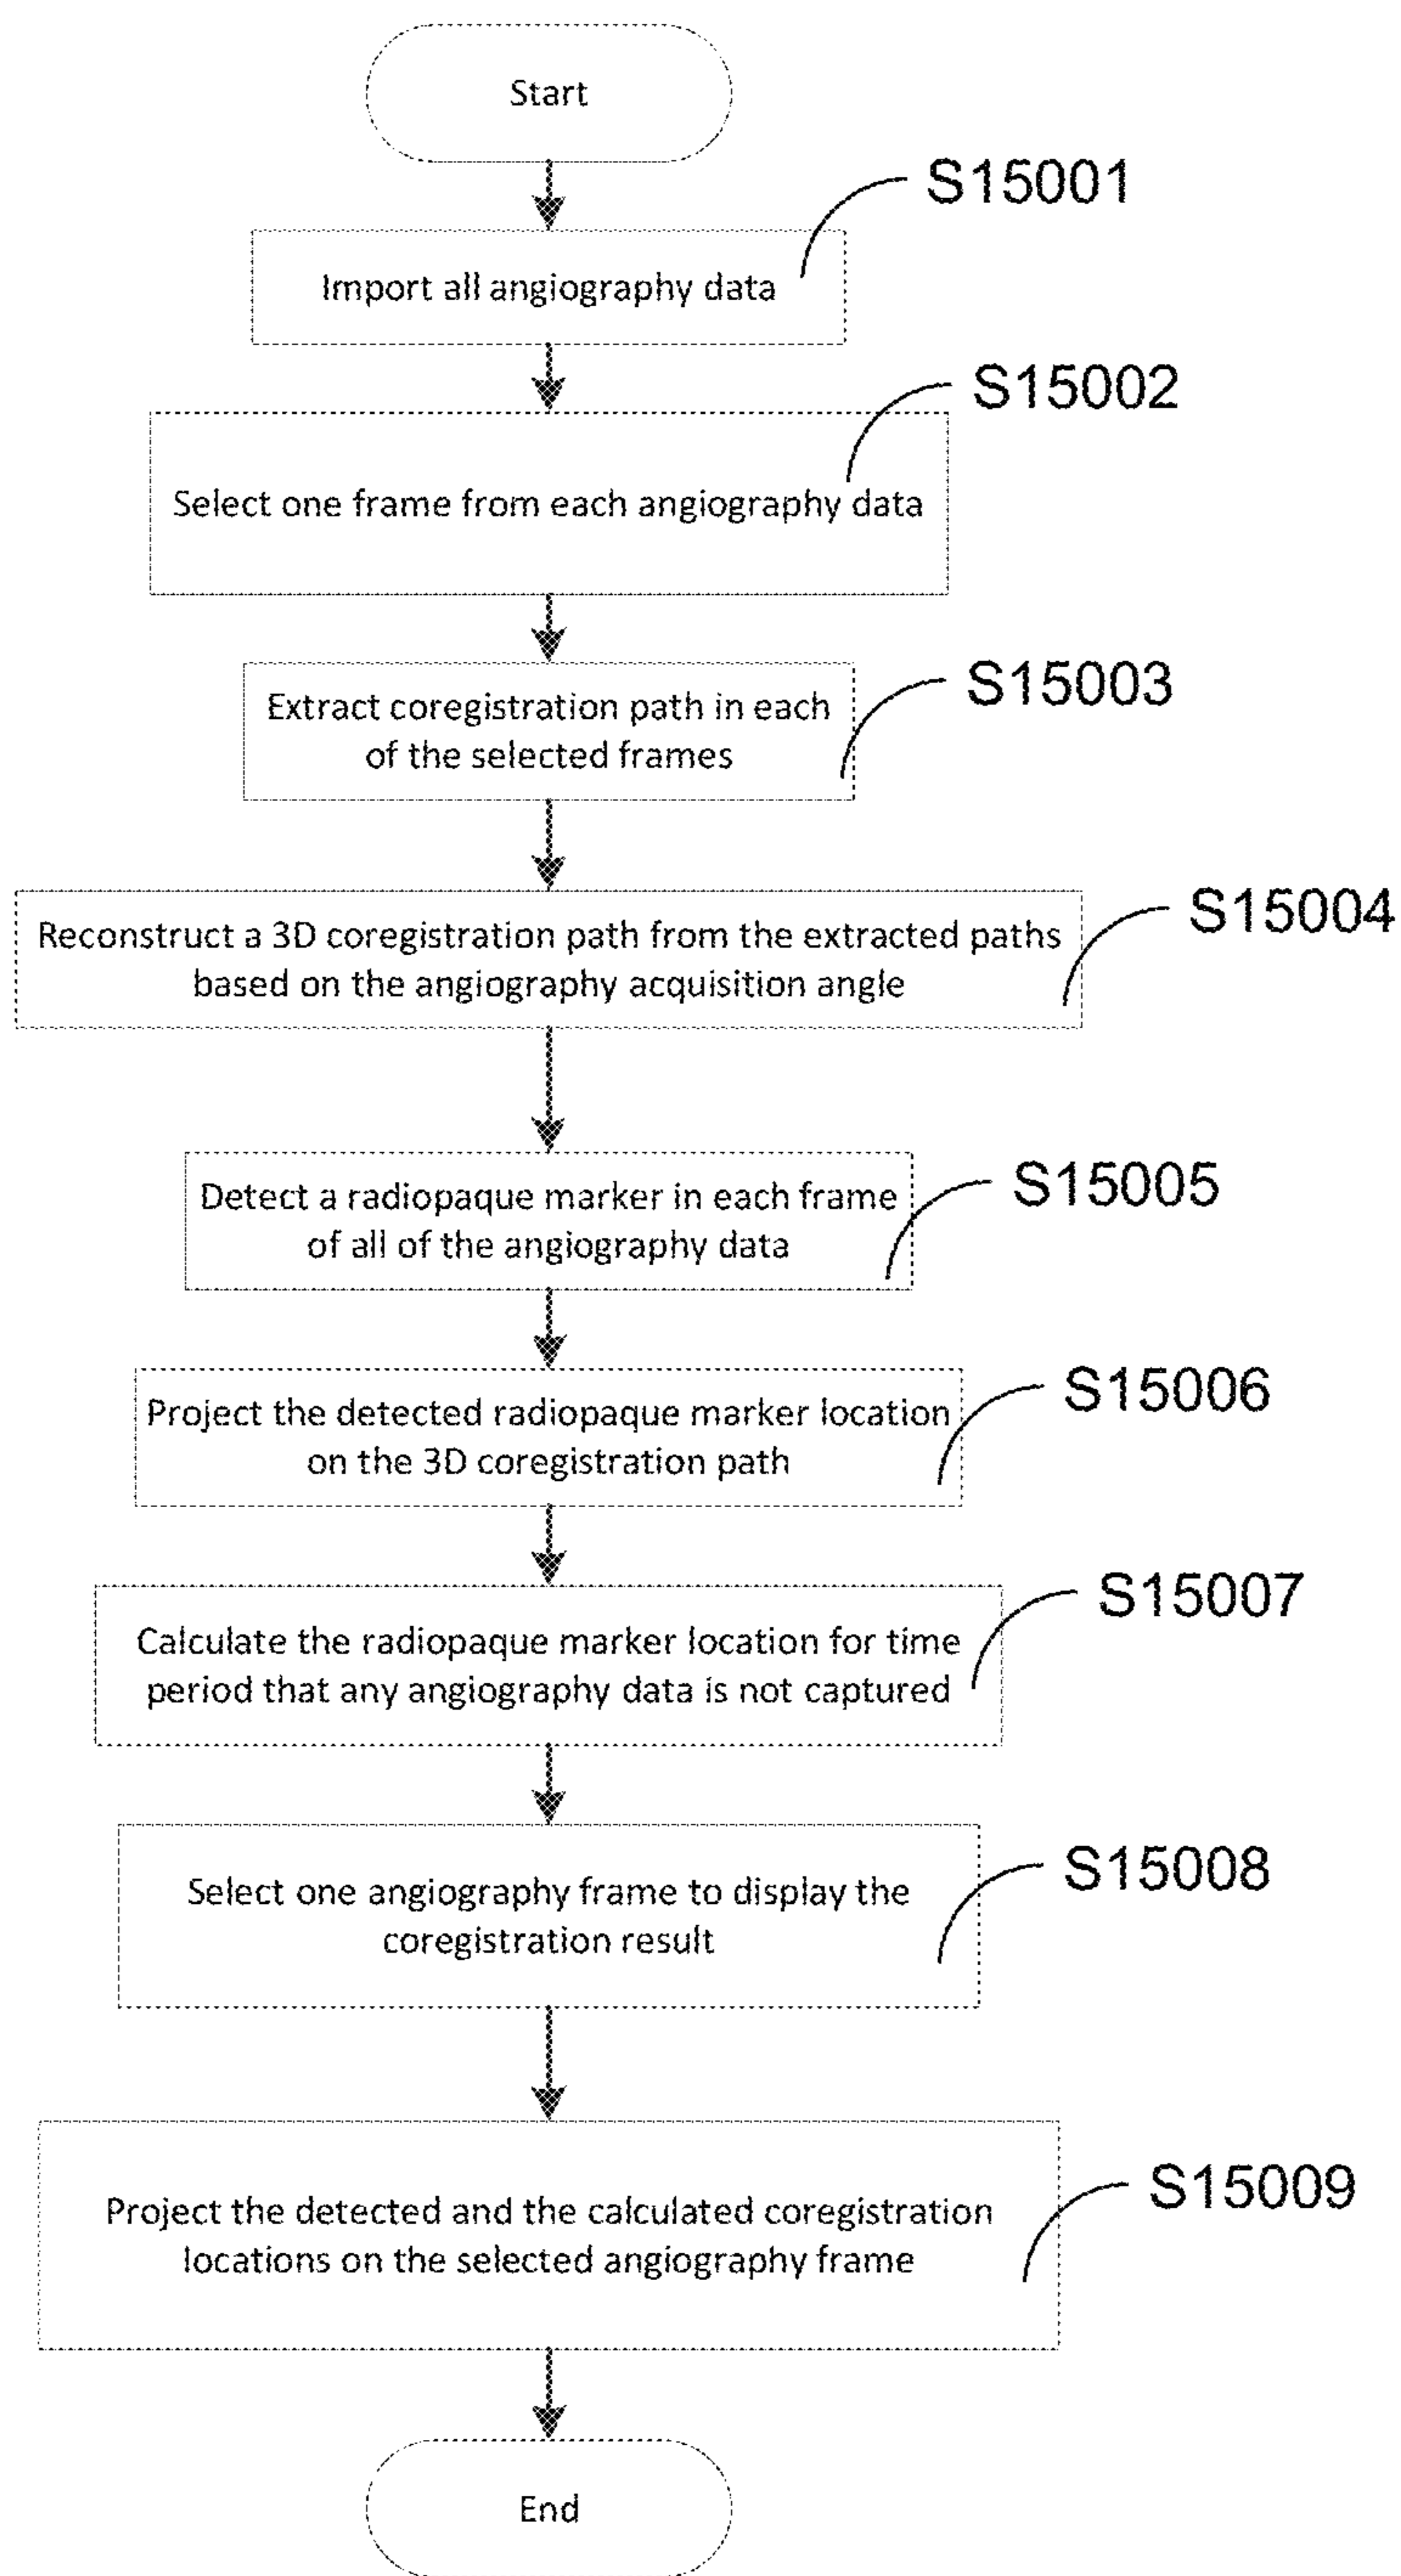 Start
S15001
Import all angiography data
S15002
Select one frame from each angiography data
S15003
Extract coregistration path in each
of the selected frames
S15004
Reconstruct a 3D coregistration path from the extracted paths
based on the angiography acquisition angle
S15005
Detect a radiopaque marker in each frame
of all of the angiography data
S15006
Project the detected radiopaque marker location
on the 3D coregistration path
S15007
Calculate the radiopaque marker location for time
period that any angiography data is not captured
S15008
Select one angiography frame to display the
coregistration result
S15009
Project the detected and the calculated coregistration
locations on the selected angiography frame
End